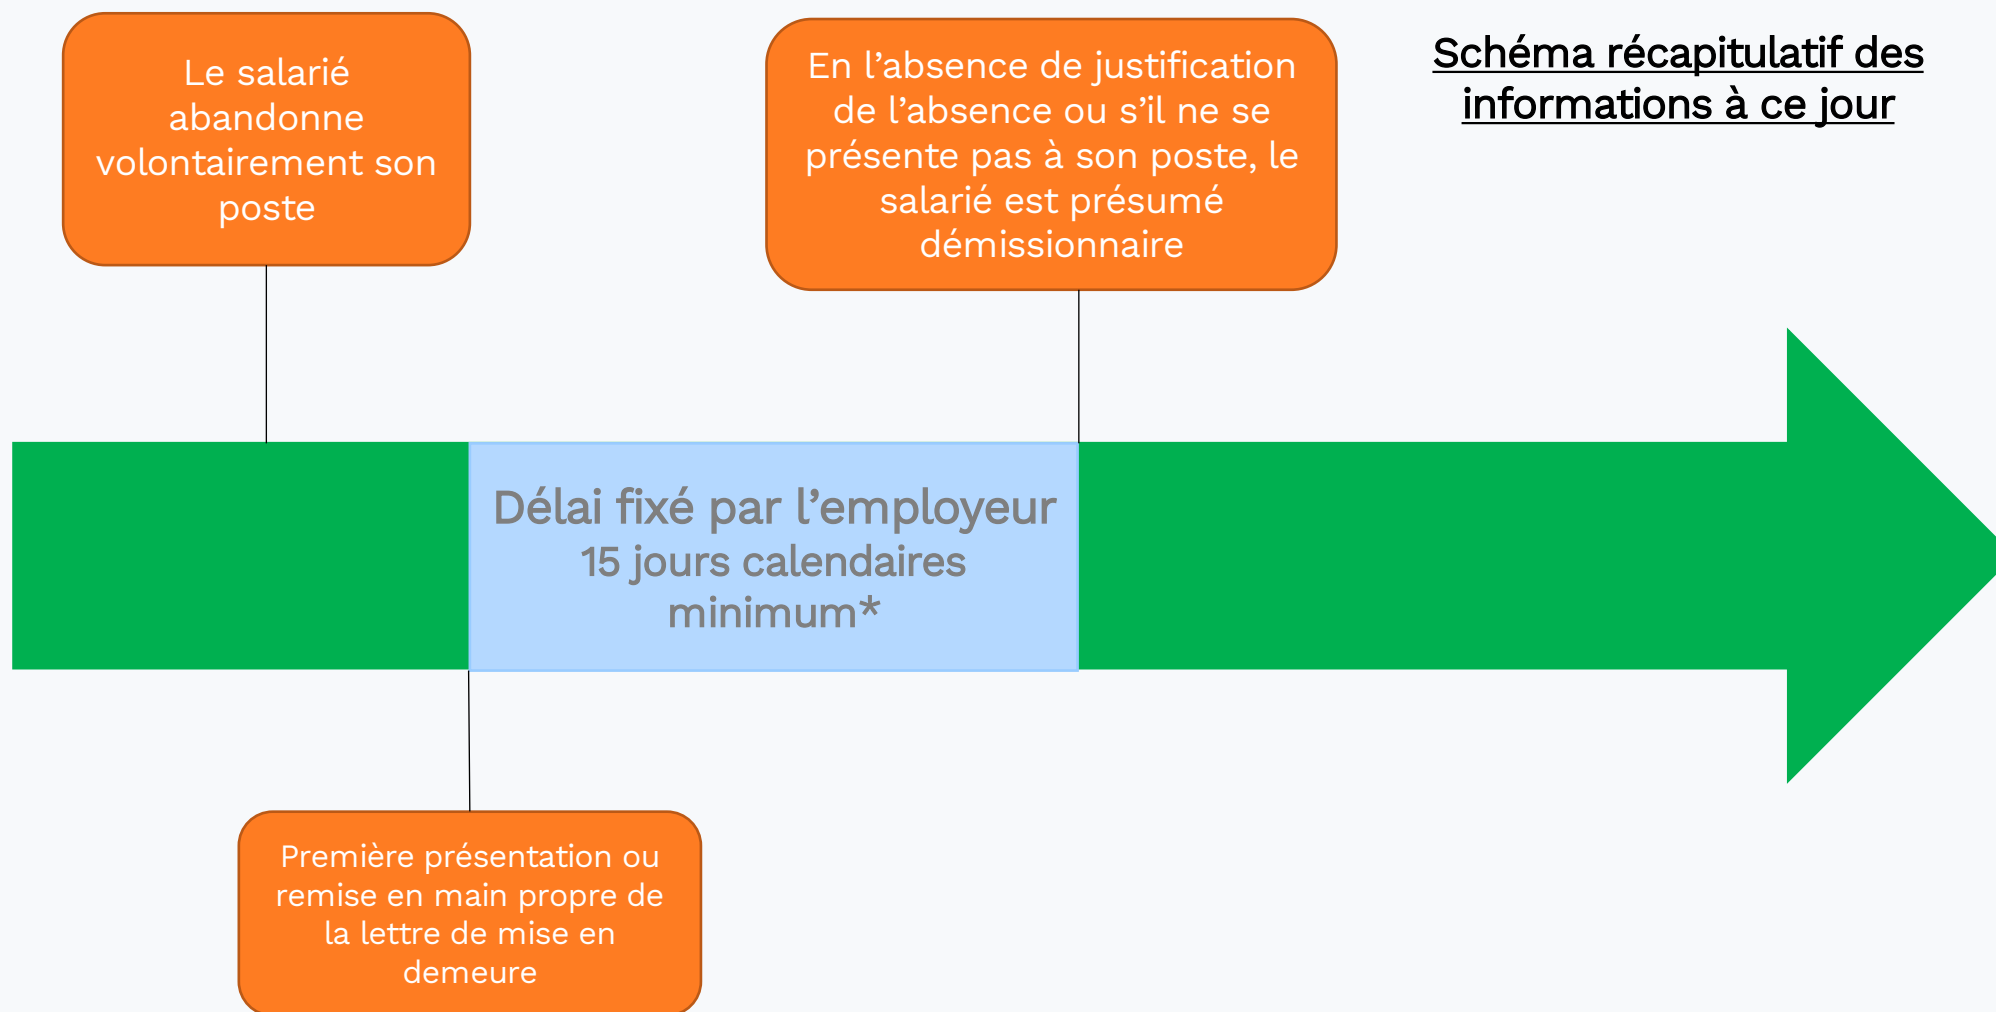 Le salarié
abandonne
volontairement son
poste
En l’absence de justification
de l’absence ou s’il ne se
présente pas à son poste, le
salarié est présumé
démissionnaire
Schéma récapitulatif des
informations à ce jour
Délai fixé par l’employeur
15 jours calendaires
minimum*
Première présentation ou
remise en main propre de
la lettre de mise en
demeure